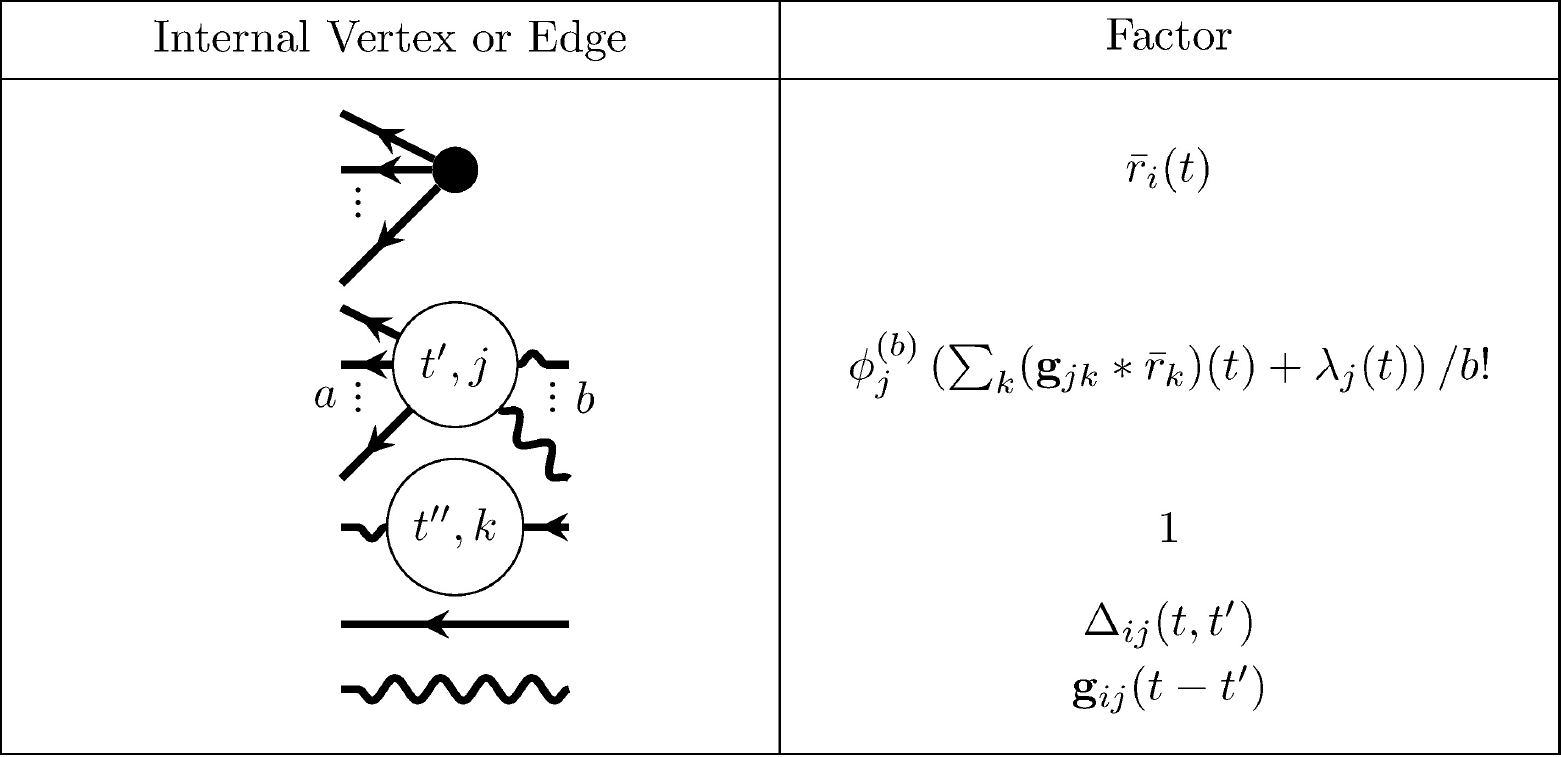 Internal Vertex or Edge Factor
r̄ᵢ(t)
t′, j
a ⋮ ⋮ b
ϕⱼ⁽ᵇ⁾ (∑ₖ(𝐠ⱼₖ ∗ r̄ₖ)(t) + λⱼ(t)) /b!
t′′, k 1
Δᵢⱼ(t, t′)
𝐠ᵢⱼ(t − t′)